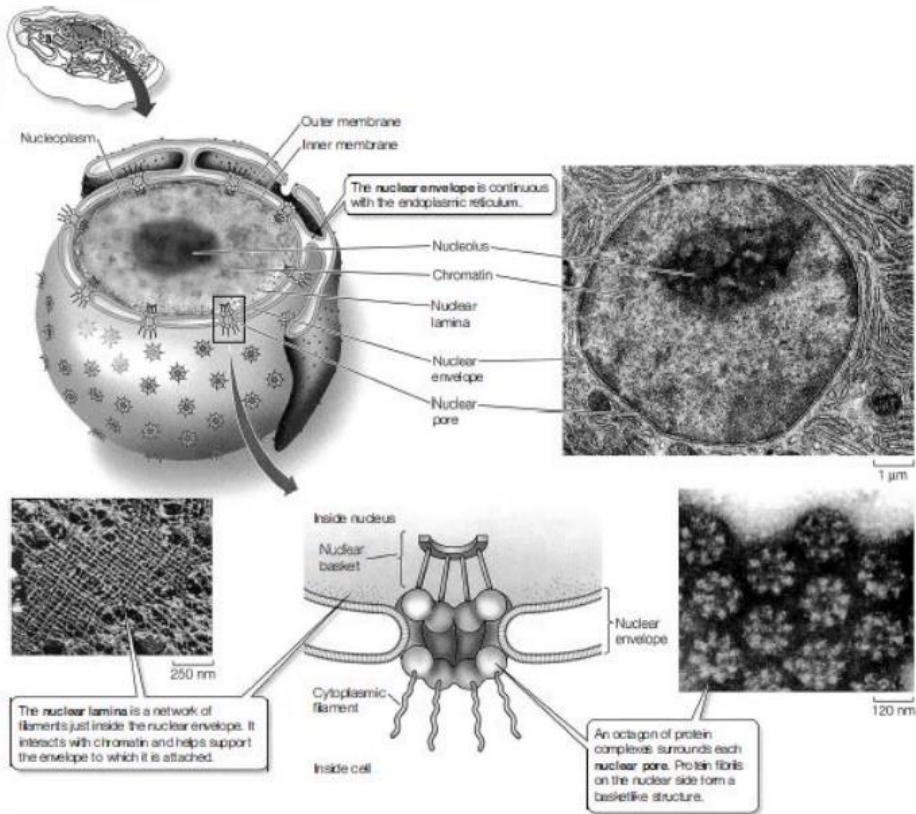 Outer membrane
Nucleoplasm
Inner membrane
The nuclear envelope is continuous
with the endoplasmic reticulum.
Nucleolus
Chromatin
Nuclear
lamina
Nuclear
envelope
Nuclear
pore
1 µm
Inside nucleus
Nuclear
basket
Nuclear
envelope
250 nm
Cytoplasmic
filament
120 nm
The nuclear lamina is a network of
filaments just inside the nuclear envelope. It
interacts with chromatin and helps support
the envelope to which it is attached.
An octagon of protein
complexes surrounds each
nuclear pore. Protein fibrils
on the nuclear side form a
basketlike structure.
Inside cell